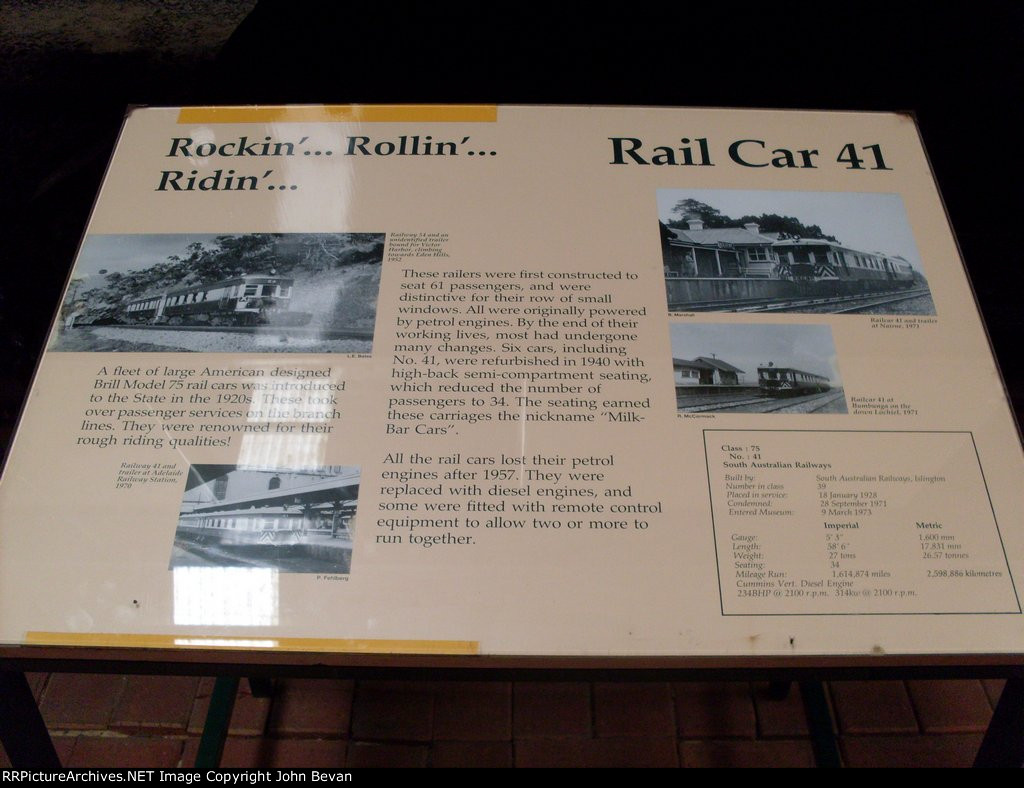 Rockin'... Rollin'...
Ridin'...
Rail Car 41
Railway 51 and an
unidentified trailer
bound for Victor
Harbor, climbing
towards Eden Hills,
1952
L.E. Bates
A fleet of large American designed
Brill Model 75 rail cars was introduced
to the State in the 1920s. These took
over passenger services on the branch
lines. They were renowned for their
rough riding qualities!
Railway 41 and
trailer at Adelaide
Railway Station,
1970
P. Fehlberg
These railers were first constructed to
seat 61 passengers, and were
distinctive for their row of small
windows. All were originally powered
by petrol engines. By the end of their
working lives, most had undergone
many changes. Six cars, including
No. 41, were refurbished in 1940 with
high-back semi-compartment seating,
which reduced the number of
passengers to 34. The seating earned
these carriages the nickname "Milk-
Bar Cars".
All the rail cars lost their petrol
engines after 1957. They were
replaced with diesel engines, and
some were fitted with remote control
equipment to allow two or more to
run together.
R. Marshall
Railcar 41 and trailer
at Nairne, 1971
R. McCormack
Railcar 41 at
Bumbunga on the
down Lochiel, 1971
Class : 75
No. : 41
South Australian Railways
Built by: South Australian Railways, Islington
Number in class 39
Placed in service: 18 January 1928
Condemned: 28 September 1971
Entered Museum: 9 March 1973
Imperial Metric
Gauge: 5' 3" 1,600 mm
Length: 58' 6" 17.831 mm
Weight: 27 tons 26.57 tonnes
Seating: 34
Mileage Run: 1,614,874 miles 2,598,886 kilometres
Cummins Vert. Diesel Engine
234BHP @ 2100 r.p.m. 314kw @ 2100 r.p.m.
RRPictureArchives.NET Image Copyright John Bevan